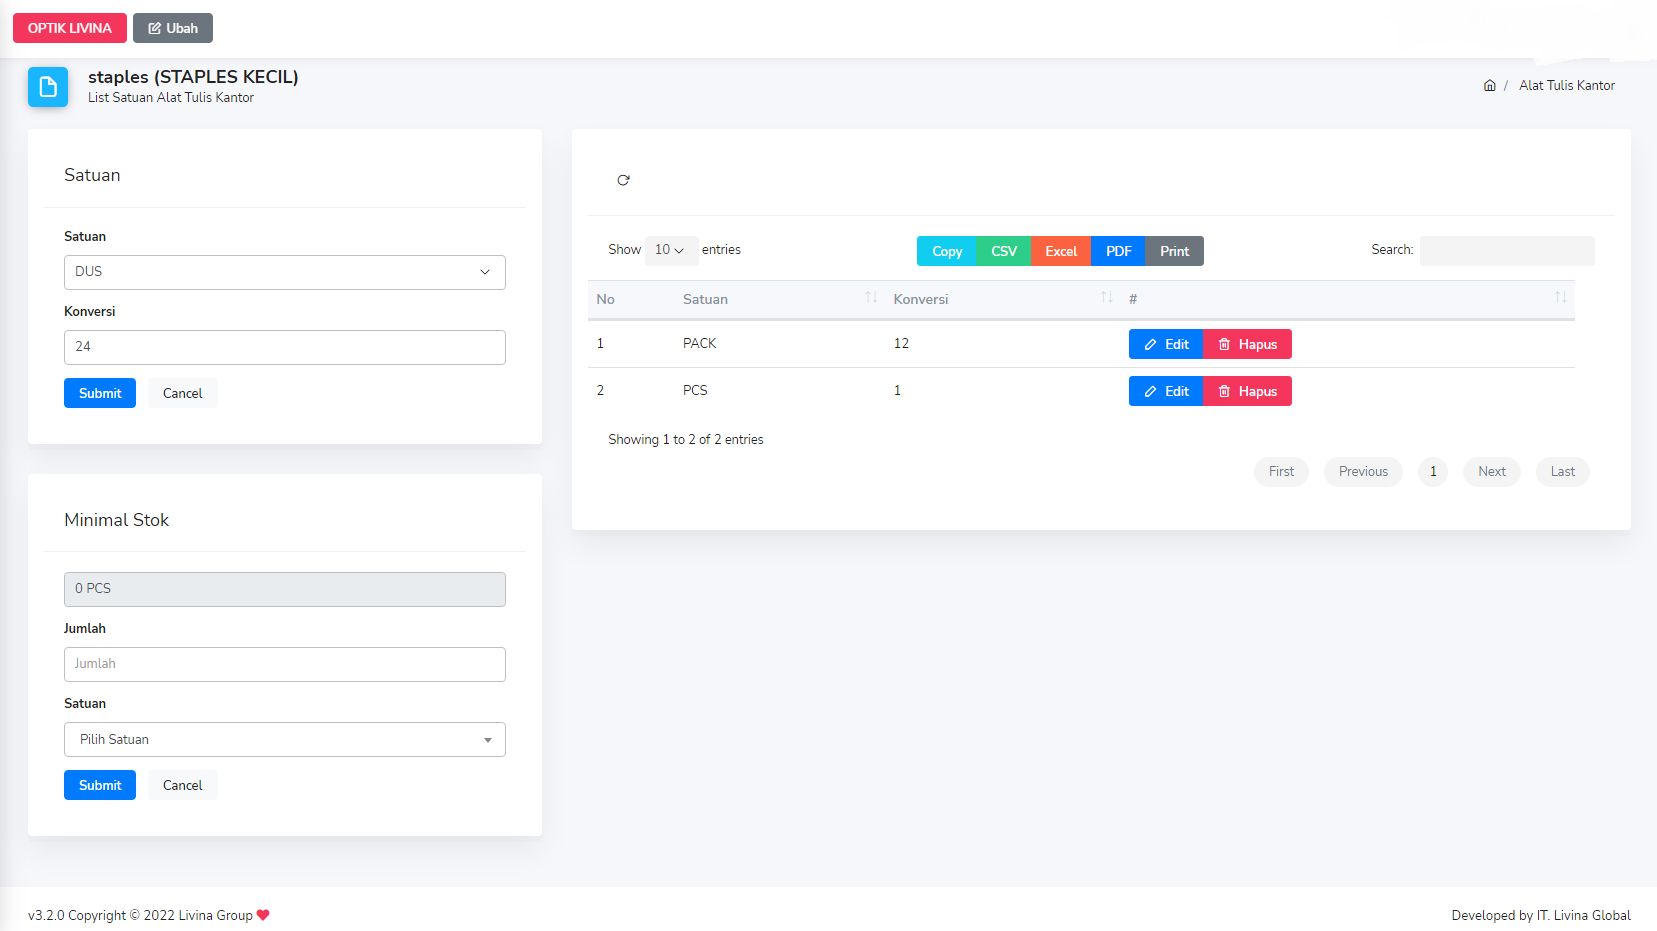 OPTIK LIVINA Ubah
staples (STAPLES KECIL)
List Satuan Alat Tulis Kantor
/ Alat Tulis Kantor
Satuan
Satuan
DUS
Konversi
24
Submit Cancel
Minimal Stok
0 PCS
Jumlah
Jumlah
Satuan
Pilih Satuan
Submit Cancel
Show 10 entries Copy CSV Excel PDF Print Search:
No Satuan Konversi #
1 PACK 12 Edit Hapus
2 PCS 1 Edit Hapus
Showing 1 to 2 of 2 entries
First Previous 1 Next Last
v3.2.0 Copyright © 2022 Livina Group ❤ Developed by IT. Livina Global